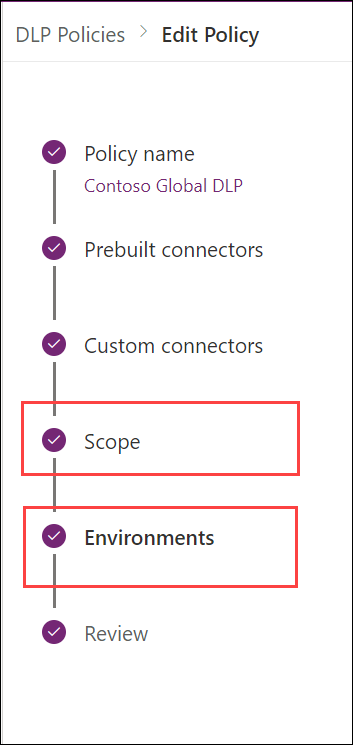 DLP Policies > Edit Policy
Policy name
Contoso Global DLP
Prebuilt connectors
Custom connectors
Scope
Environments
Review